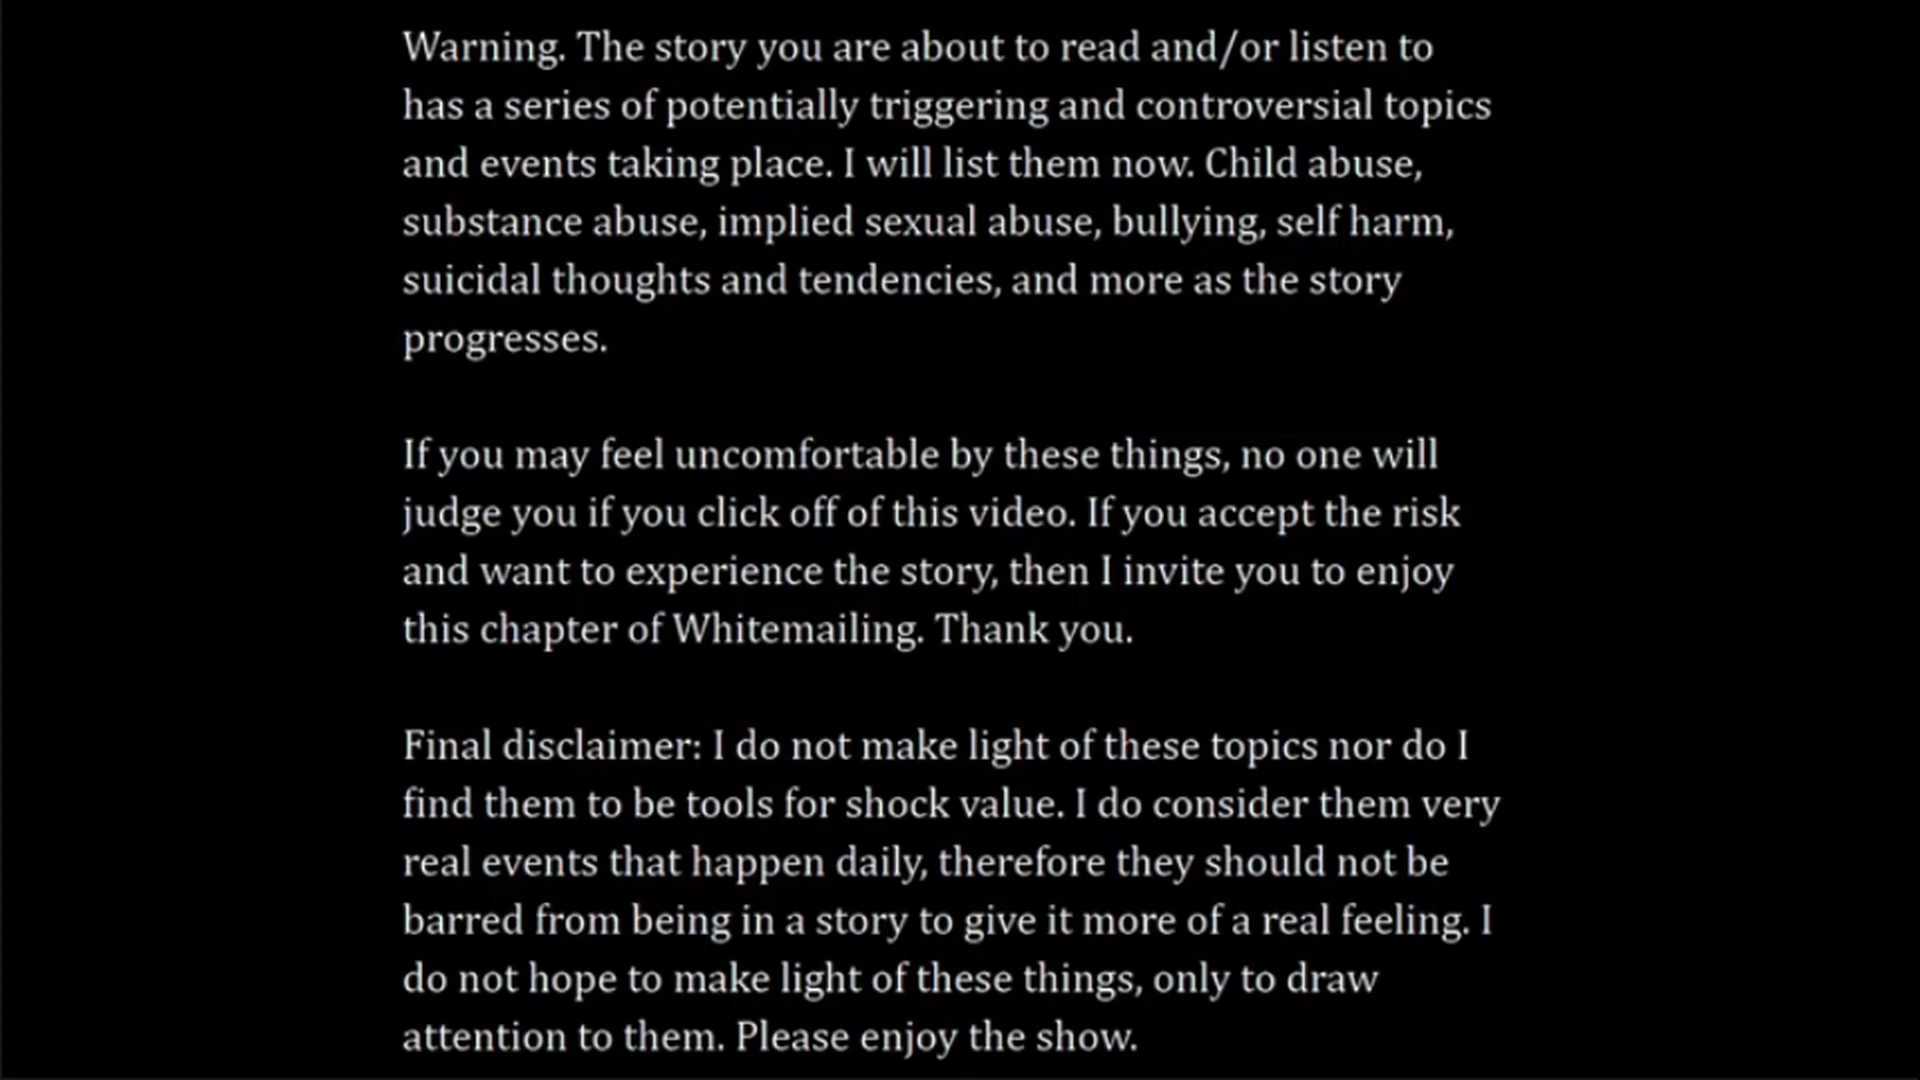 Warning. The story you are about to read and/or listen to
has a series of potentially triggering and controversial topics
and events taking place. I will list them now. Child abuse,
substance abuse, implied sexual abuse, bullying, self harm,
suicidal thoughts and tendencies, and more as the story
progresses.
If you may feel uncomfortable by these things, no one will
judge you if you click off of this video. If you accept the risk
and want to experience the story, then I invite you to enjoy
this chapter of Whitemailing. Thank you.
Final disclaimer: I do not make light of these topics nor do I
find them to be tools for shock value. I do consider them very
real events that happen daily, therefore they should not be
barred from being in a story to give it more of a real feeling. I
do not hope to make light of these things, only to draw
attention to them. Please enjoy the show.